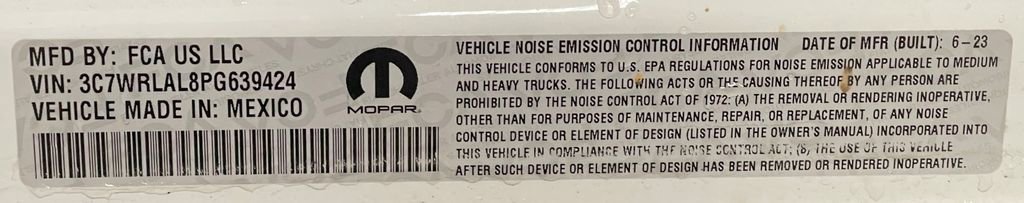 MFD BY: FCA US LLC
VIN: 3C7WRLAL8PG639424
VEHICLE MADE IN: MEXICO
MOPAR
VEHICLE NOISE EMISSION CONTROL INFORMATION DATE OF MFR (BUILT): 6-23
THIS VEHICLE CONFORMS TO U.S. EPA REGULATIONS FOR NOISE EMISSION APPLICABLE TO MEDIUM
AND HEAVY TRUCKS. THE FOLLOWING ACTS OR THE CAUSING THEREOF BY ANY PERSON ARE
PROHIBITED BY THE NOISE CONTROL ACT OF 1972: (A) THE REMOVAL OR RENDERING INOPERATIVE,
OTHER THAN FOR PURPOSES OF MAINTENANCE, REPAIR, OR REPLACEMENT, OF ANY NOISE
CONTROL DEVICE OR ELEMENT OF DESIGN (LISTED IN THE OWNER'S MANUAL) INCORPORATED INTO
THIS VEHICLE IN COMPLIANCE WITH THE NOISE CONTROL ACT; (B) THE USE OF THIS VEHICLE
AFTER SUCH DEVICE OR ELEMENT OF DESIGN HAS BEEN REMOVED OR RENDERED INOPERATIVE.